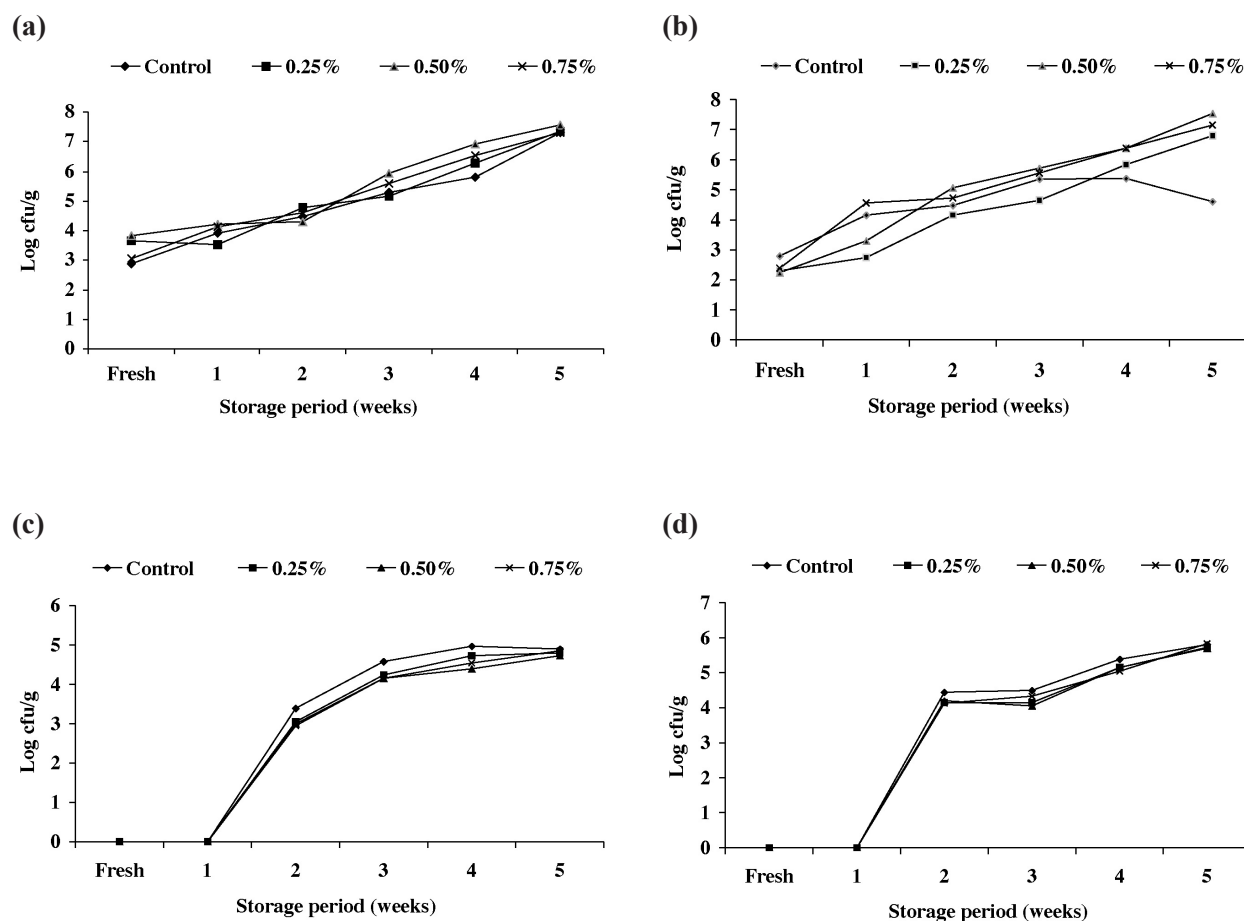 (a)
Control 0.25% 0.50% 0.75%
8
7
6
5
4
3
2
1
0
Log cfu/g
Fresh 1 2 3 4 5
Storage period (weeks)
(b)
Control 0.25% 0.50% 0.75%
8
7
6
5
4
3
2
1
0
Log cfu/g
Fresh 1 2 3 4 5
Storage period (weeks)
(c)
Control 0.25% 0.50% 0.75%
6
5
4
3
2
1
0
Log cfu/g
Fresh 1 2 3 4 5
Storage period (weeks)
(d)
Control 0.25% 0.50% 0.75%
7
6
5
4
3
2
1
0
Log cfu/g
Fresh 1 2 3 4 5
Storage period (weeks)